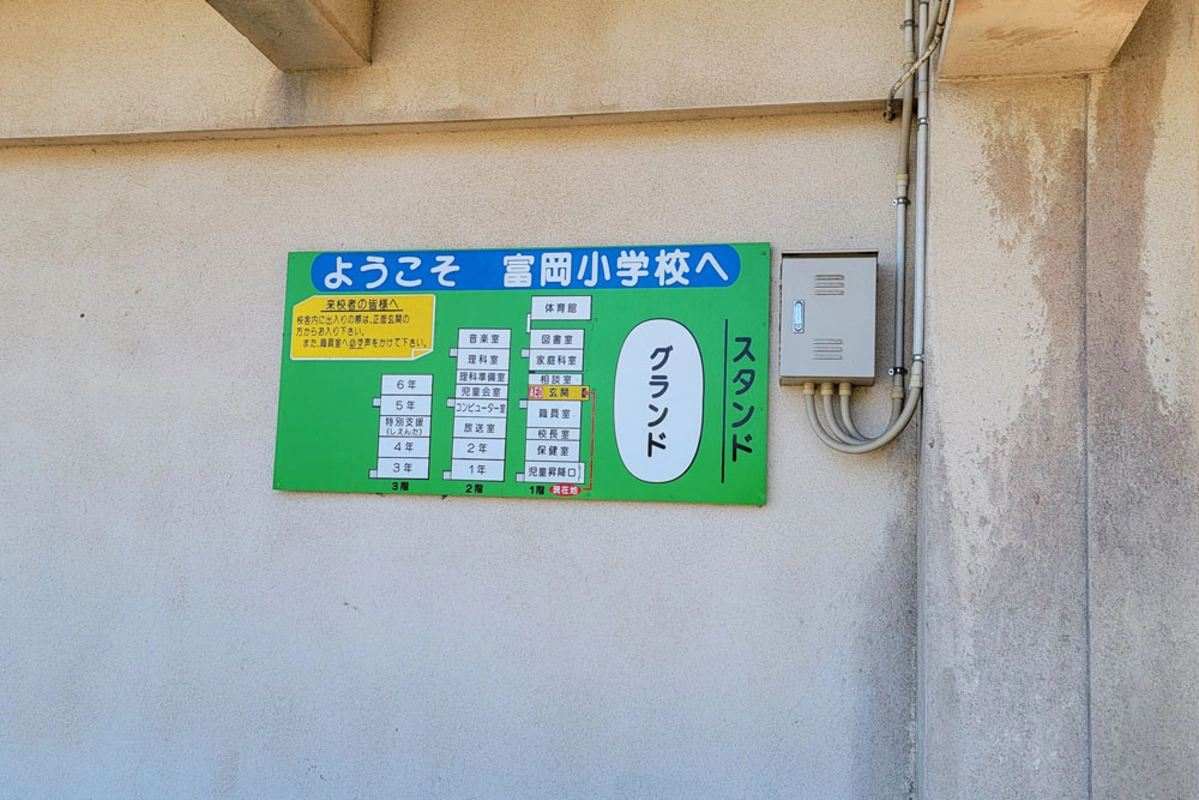 ようこそ 富岡小学校へ
来校者の皆様へ
校舎内に出入りの際は、正面玄関の
方からお入り下さい。
また、職員室へ必ず声をかけて下さい。
6年
5年
特別支援
(しえんた)
4年
3年
3階
音楽室
理科室
理科準備室
児童会室
コンピューター室
放送室
2年
1年
2階
体育館
図書室
家庭科室
相談室
AED 玄関
職員室
校長室
保健室
児童昇降口
1階 現在地
グランド
スタンド